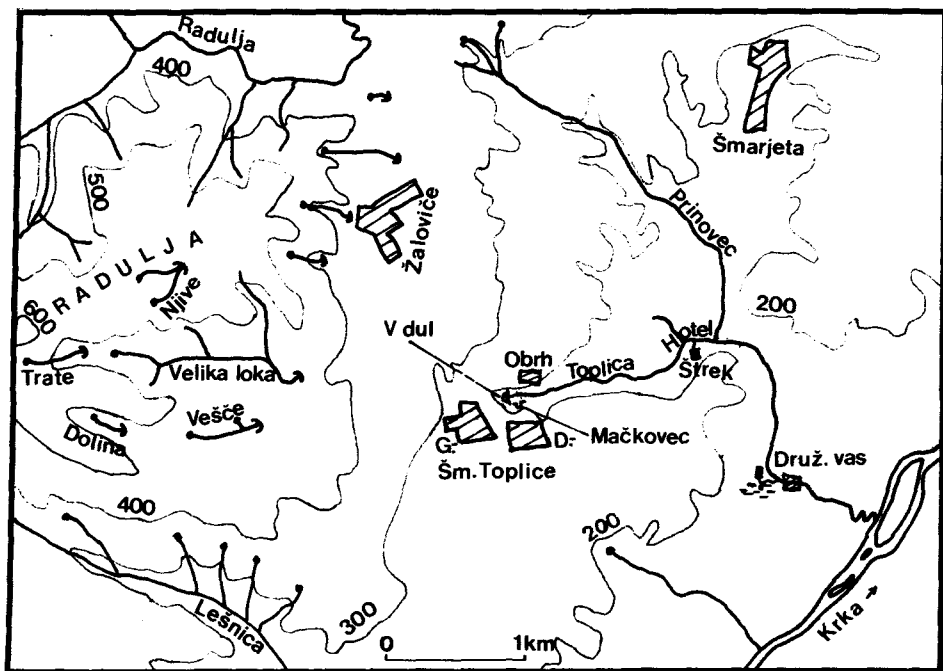 Radulja
400
Šmarjeta
500
Žaloviče
Prinovec
RADULJA
Njive
600
200
V dul
Hotel
Obrh
Toplica
Štrek
Trate
Velika loka
Vešče
Dolina
Mačkovec
G.-
D.-
Šm. Toplice
Druž. vas
400
200
300
Lešnica
0 1km
Krka →